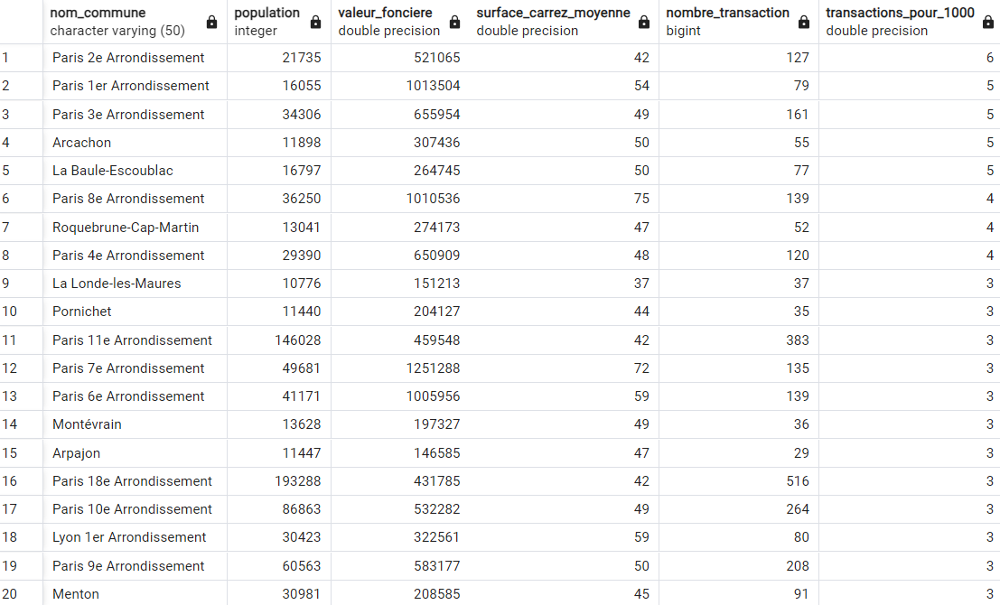 nom_commune population valeur_fonciere surface_carrez_moyenne nombre_transaction transactions_pour_1000
character varying (50) integer double precision double precision bigint double precision
1 Paris 2e Arrondissement 21735 521065 42 127 6
2 Paris 1er Arrondissement 16055 1013504 54 79 5
3 Paris 3e Arrondissement 34306 655954 49 161 5
4 Arcachon 11898 307436 50 55 5
5 La Baule-Escoublac 16797 264745 50 77 5
6 Paris 8e Arrondissement 36250 1010536 75 139 4
7 Roquebrune-Cap-Martin 13041 274173 47 52 4
8 Paris 4e Arrondissement 29390 650909 48 120 4
9 La Londe-les-Maures 10776 151213 37 37 3
10 Pornichet 11440 204127 44 35 3
11 Paris 11e Arrondissement 146028 459548 42 383 3
12 Paris 7e Arrondissement 49681 1251288 72 135 3
13 Paris 6e Arrondissement 41171 1005956 59 139 3
14 Montévrain 13628 197327 49 36 3
15 Arpajon 11447 146585 47 29 3
16 Paris 18e Arrondissement 193288 431785 42 516 3
17 Paris 10e Arrondissement 86863 532282 49 264 3
18 Lyon 1er Arrondissement 30423 322561 59 80 3
19 Paris 9e Arrondissement 60563 583177 50 208 3
20 Menton 30981 208585 45 91 3